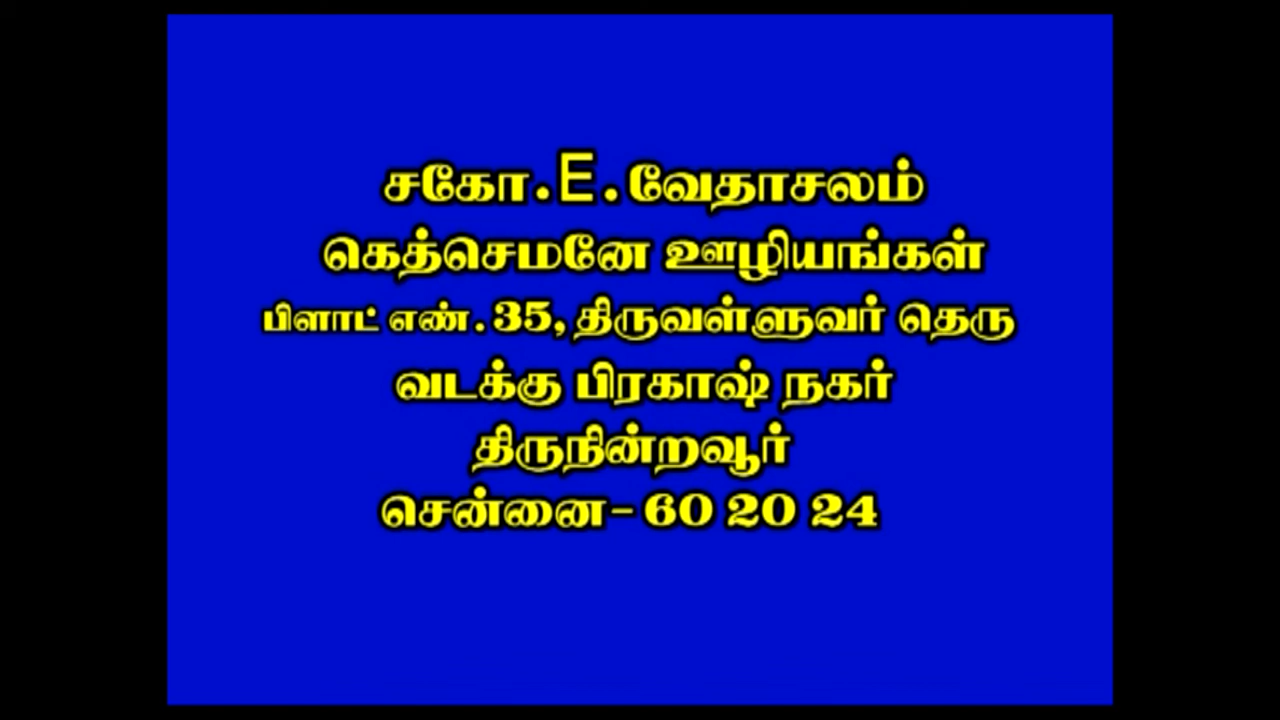 சகோ.E.வேதாசலம்
கெத்செமனே ஊழியங்கள்
பிளாட் எண்.35, திருவள்ளுவர் தெரு
வடக்கு பிரகாஷ் நகர்
திருநின்றவூர்
சென்னை-60 20 24